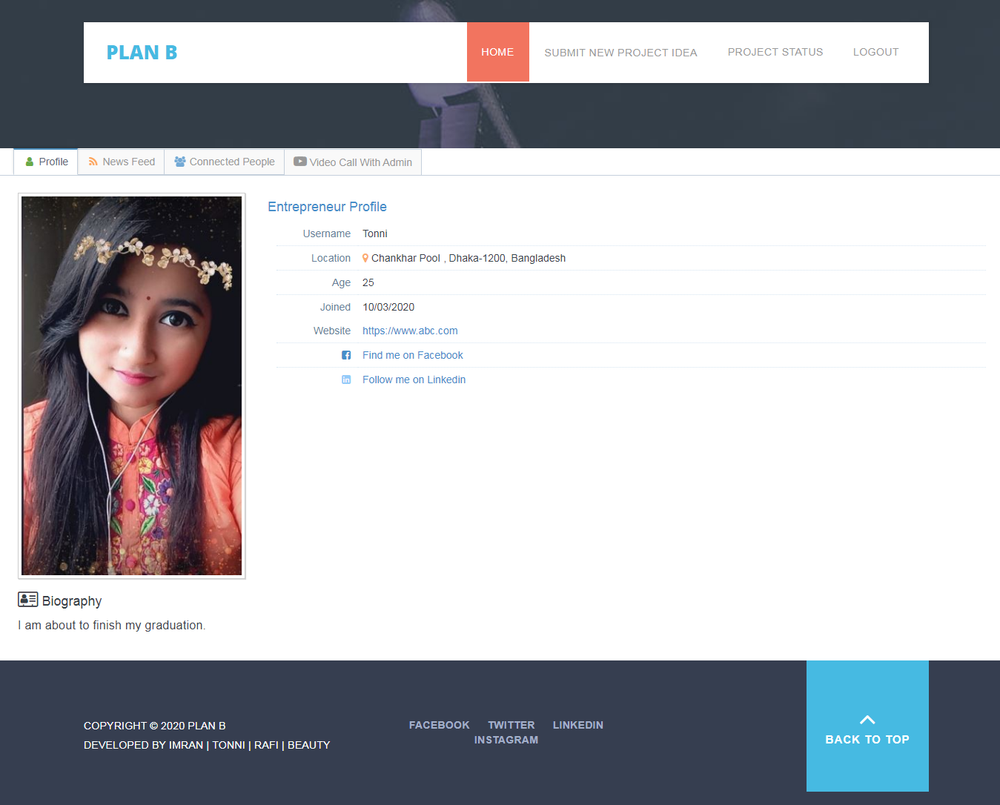 PLAN B
HOME SUBMIT NEW PROJECT IDEA PROJECT STATUS LOGOUT
Profile News Feed Connected People Video Call With Admin
Entrepreneur Profile
Username Tonni
Location Chankhar Pool , Dhaka-1200, Bangladesh
Age 25
Joined 10/03/2020
Website https://www.abc.com
Find me on Facebook
Follow me on Linkedin
Biography
I am about to finish my graduation.
COPYRIGHT © 2020 PLAN B
DEVELOPED BY IMRAN | TONNI | RAFI | BEAUTY
FACEBOOK TWITTER LINKEDIN
INSTAGRAM
BACK TO TOP